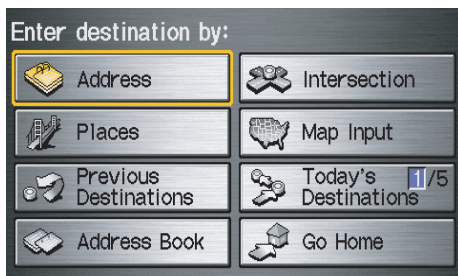 Enter destination by:
Address
Intersection
Places
Map Input
Previous
Destinations
Today's 1/5
Destinations
Address Book
Go Home